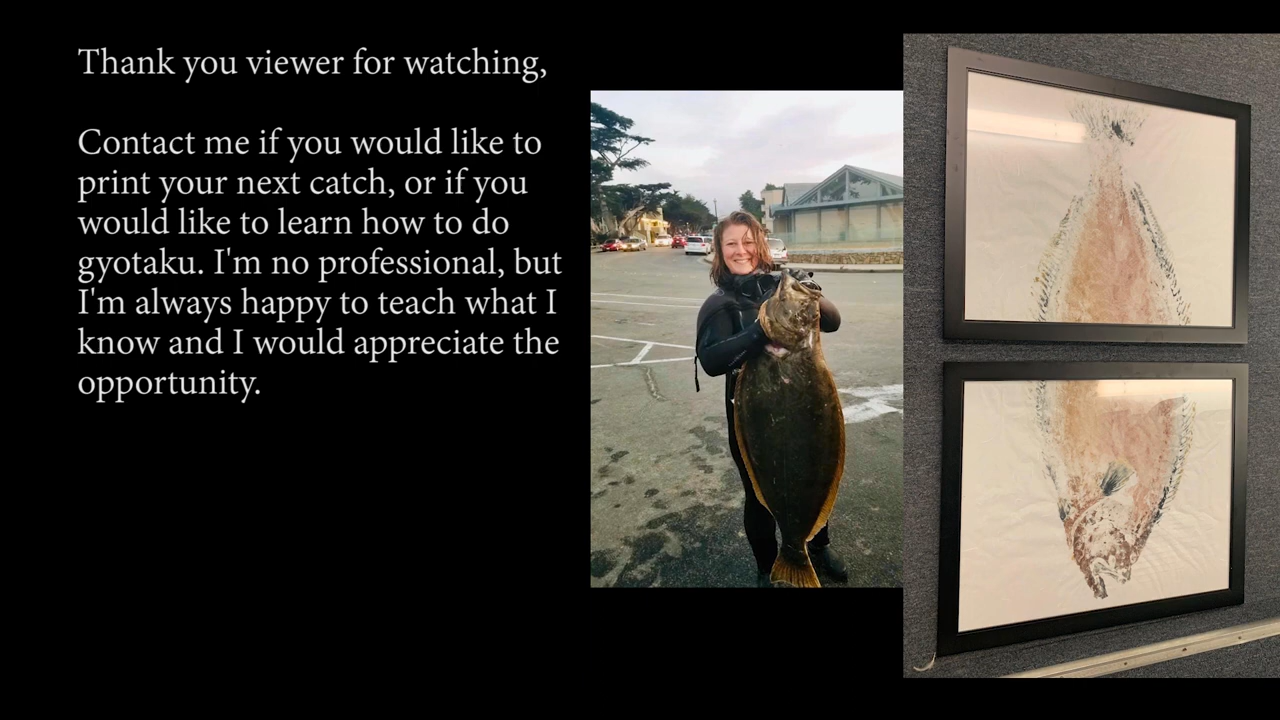 Thank you viewer for watching,
Contact me if you would like to
print your next catch, or if you
would like to learn how to do
gyotaku. I'm no professional, but
I'm always happy to teach what I
know and I would appreciate the
opportunity.